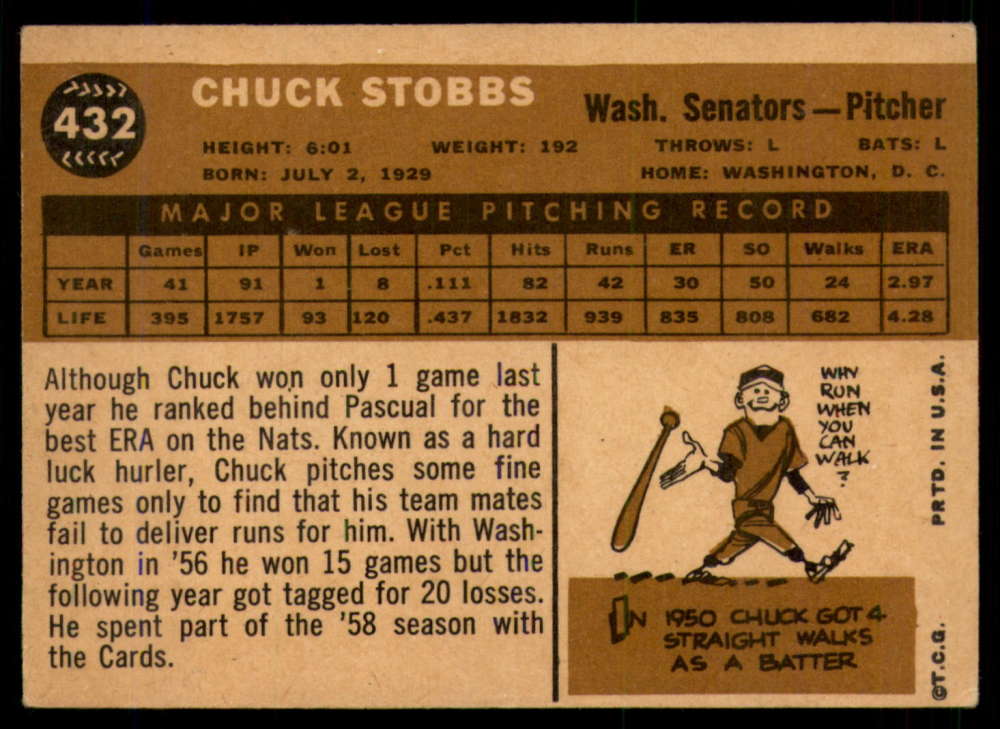 432
CHUCK STOBBS
Wash. Senators — Pitcher
HEIGHT: 6:01 WEIGHT: 192 THROWS: L BATS: L
BORN: JULY 2, 1929 HOME: WASHINGTON, D. C.
MAJOR LEAGUE PITCHING RECORD
Games IP Won Lost Pct Hits Runs ER SO Walks ERA
YEAR 41 91 1 8 .111 82 42 30 50 24 2.97
LIFE 395 1757 93 120 .437 1832 939 835 808 682 4.28
Although Chuck won only 1 game last
year he ranked behind Pascual for the
best ERA on the Nats. Known as a hard
luck hurler, Chuck pitches some fine
games only to find that his team mates
fail to deliver runs for him. With Wash-
ington in '56 he won 15 games but the
following year got tagged for 20 losses.
He spent part of the '58 season with
the Cards.
WHY
RUN
WHEN
YOU
CAN
WALK
?
IN 1950 CHUCK GOT 4
STRAIGHT WALKS
AS A BATTER
©T.C.G. PRTD. IN U.S.A.